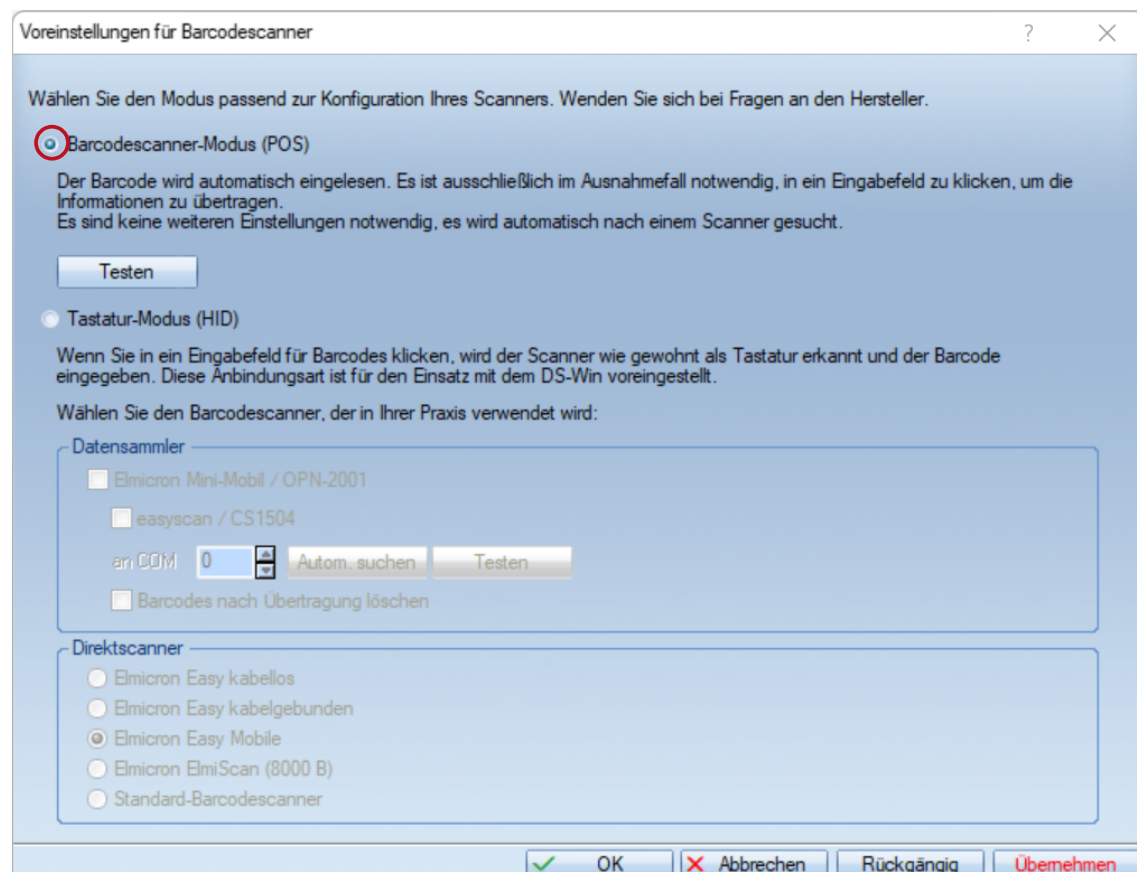 Voreinstellungen für Barcodescanner
Wählen Sie den Modus passend zur Konfiguration Ihres Scanners. Wenden Sie sich bei Fragen an den Hersteller.
Barcodescanner-Modus (POS)
Der Barcode wird automatisch eingelesen. Es ist ausschließlich im Ausnahmefall notwendig, in ein Eingabefeld zu klicken, um die
Informationen zu übertragen.
Es sind keine weiteren Einstellungen notwendig, es wird automatisch nach einem Scanner gesucht.
Testen
Tastatur-Modus (HID)
Wenn Sie in ein Eingabefeld für Barcodes klicken, wird der Scanner wie gewohnt als Tastatur erkannt und der Barcode
eingegeben. Diese Anbindungsart ist für den Einsatz mit dem DS-Win voreingestellt.
Wählen Sie den Barcodescanner, der in Ihrer Praxis verwendet wird:
Datensammler
Elmicron Mini-Mobil / OPN-2001
easyscan / CS1504
an COM 0 Autom. suchen Testen
Barcodes nach Übertragung löschen
Direktscanner
Elmicron Easy kabellos
Elmicron Easy kabelgebunden
Elmicron Easy Mobile
Elmicron ElmiScan (8000 B)
Standard-Barcodescanner
OK Abbrechen Rückgängig Übernehmen